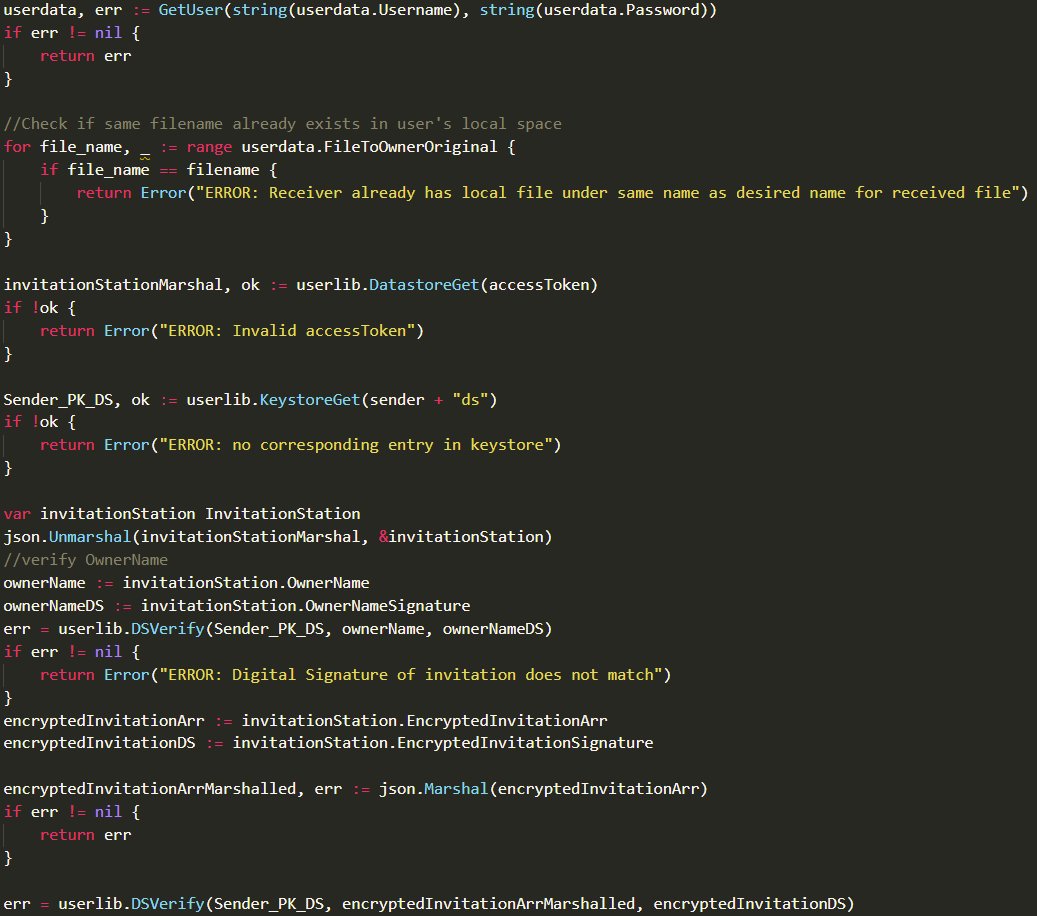 userdata, err := GetUser(string(userdata.Username), string(userdata.Password))
if err != nil {
    return err
}

//Check if same filename already exists in user's local space
for file_name, _ := range userdata.FileToOwnerOriginal {
    if file_name == filename {
        return Error("ERROR: Receiver already has local file under same name as desired name for received file")
    }
}

invitationStationMarshal, ok := userlib.DatastoreGet(accessToken)
if !ok {
    return Error("ERROR: Invalid accessToken")
}

Sender_PK_DS, ok := userlib.KeystoreGet(sender + "ds")
if !ok {
    return Error("ERROR: no corresponding entry in keystore")
}

var invitationStation InvitationStation
json.Unmarshal(invitationStationMarshal, &invitationStation)
//verify OwnerName
ownerName := invitationStation.OwnerName
ownerNameDS := invitationStation.OwnerNameSignature
err = userlib.DSVerify(Sender_PK_DS, ownerName, ownerNameDS)
if err != nil {
    return Error("ERROR: Digital Signature of invitation does not match")
}
encryptedInvitationArr := invitationStation.EncryptedInvitationArr
encryptedInvitationDS := invitationStation.EncryptedInvitationSignature

encryptedInvitationArrMarshalled, err := json.Marshal(encryptedInvitationArr)
if err != nil {
    return err
}

err = userlib.DSVerify(Sender_PK_DS, encryptedInvitationArrMarshalled, encryptedInvitationDS)